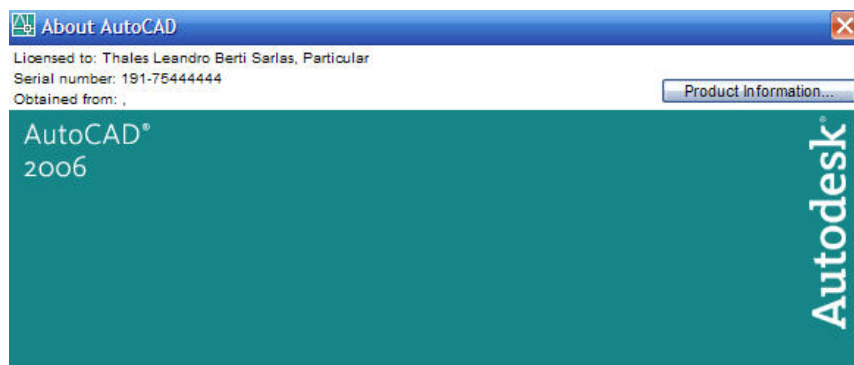 About AutoCAD
Licensed to: Thales Leandro Berti Sarlas, Particular
Serial number: 191-75444444
Obtained from: ,
Product Information...
AutoCAD®
2006
Autodesk®